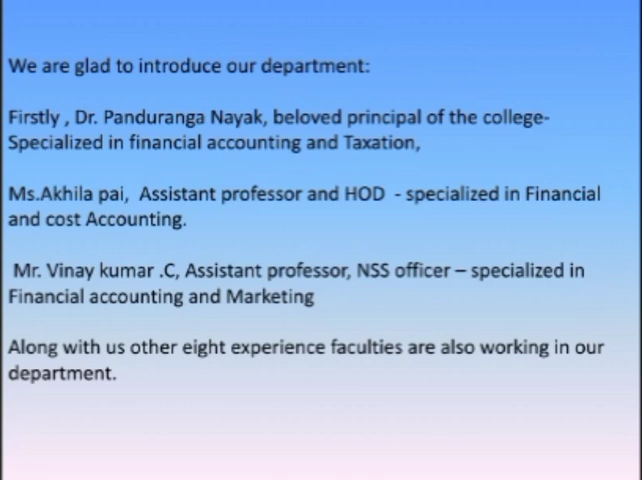 We are glad to introduce our department:
Firstly , Dr. Panduranga Nayak, beloved principal of the college-
Specialized in financial accounting and Taxation,
Ms.Akhila pai,  Assistant professor and HOD  - specialized in Financial
and cost Accounting.
Mr. Vinay kumar .C, Assistant professor, NSS officer – specialized in
Financial accounting and Marketing
Along with us other eight experience faculties are also working in our
department.